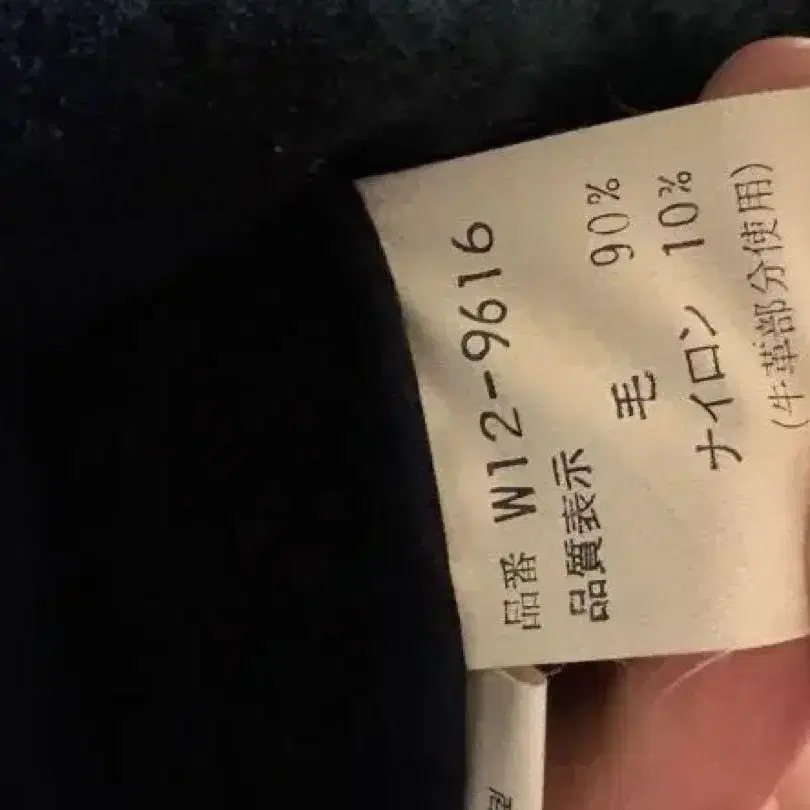 品番 W12-9616
品質表示
毛 90%
ナイロン 10%
(牛革部分使用)